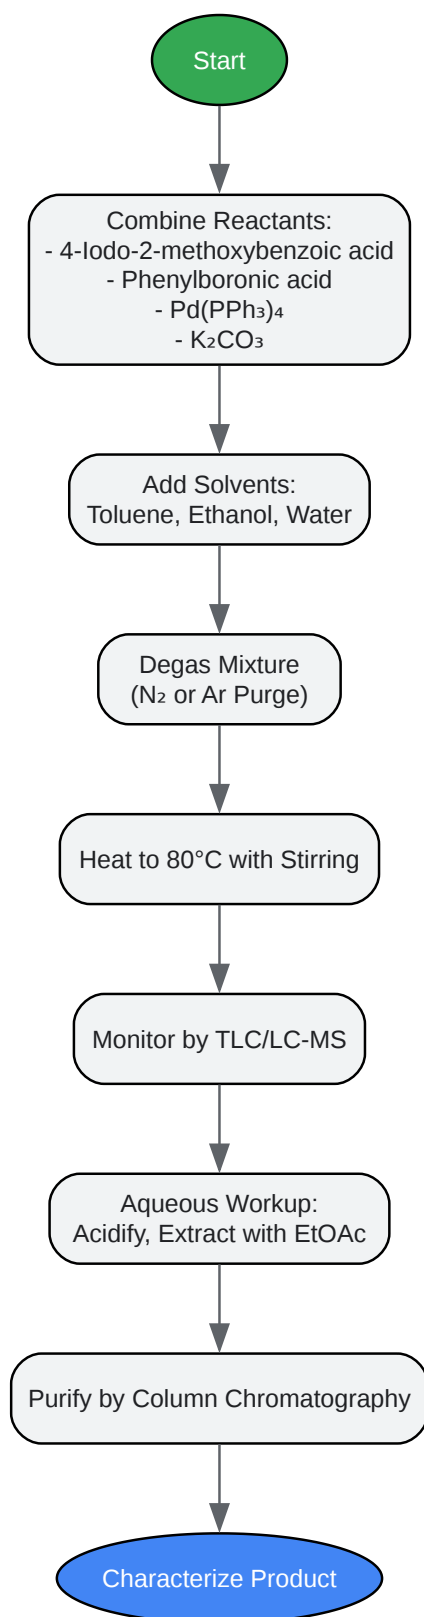 Start
Combine Reactants:
- 4-Iodo-2-methoxybenzoic acid
- Phenylboronic acid
- Pd(PPh₃)₄
- K₂CO₃
Add Solvents:
Toluene, Ethanol, Water
Degas Mixture
(N₂ or Ar Purge)
Heat to 80°C with Stirring
Monitor by TLC/LC-MS
Aqueous Workup:
Acidify, Extract with EtOAc
Purify by Column Chromatography
Characterize Product